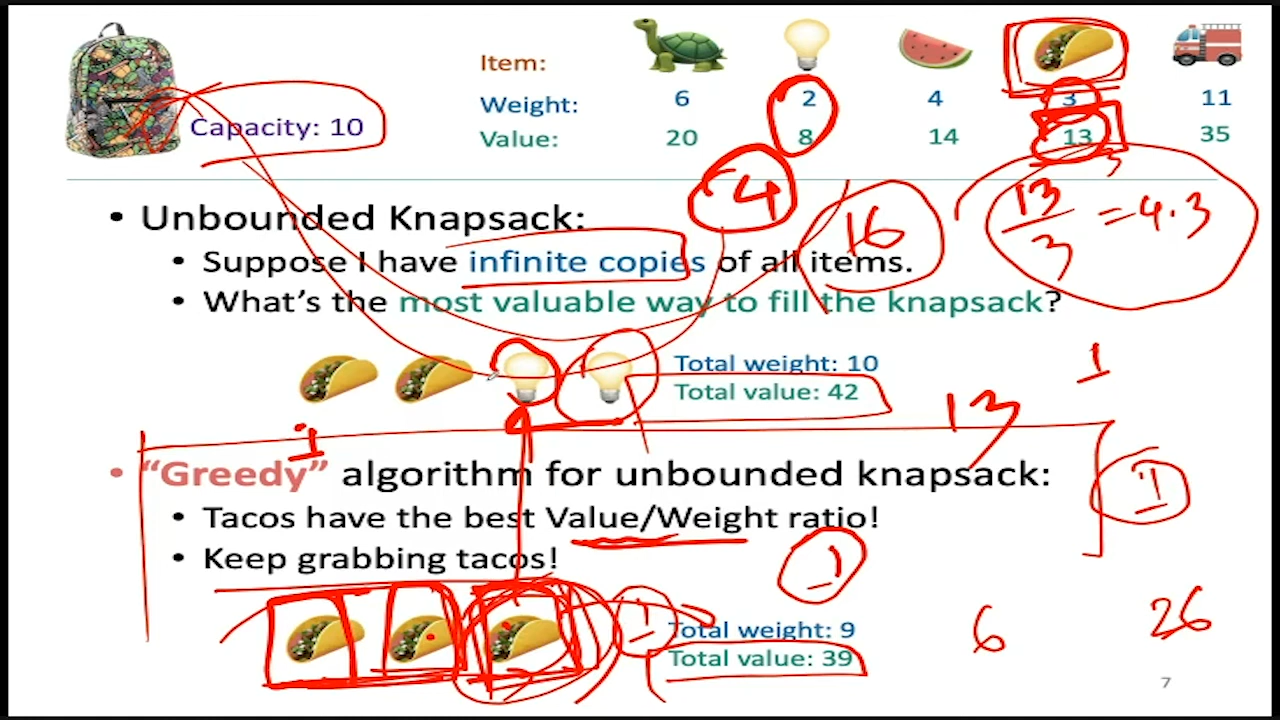 Item:
Weight: 6 2 4 3 11
Capacity: 10
Value: 20 8 14 13 35
4
13/3 = 4.3
16
• Unbounded Knapsack:
• Suppose I have infinite copies of all items.
• What's the most valuable way to fill the knapsack?
Total weight: 10
Total value: 42
1
13
1
• "Greedy" algorithm for unbounded knapsack:
1
• Tacos have the best Value/Weight ratio!
• Keep grabbing tacos!
1
1
Total weight: 9
6
26
Total value: 39
7